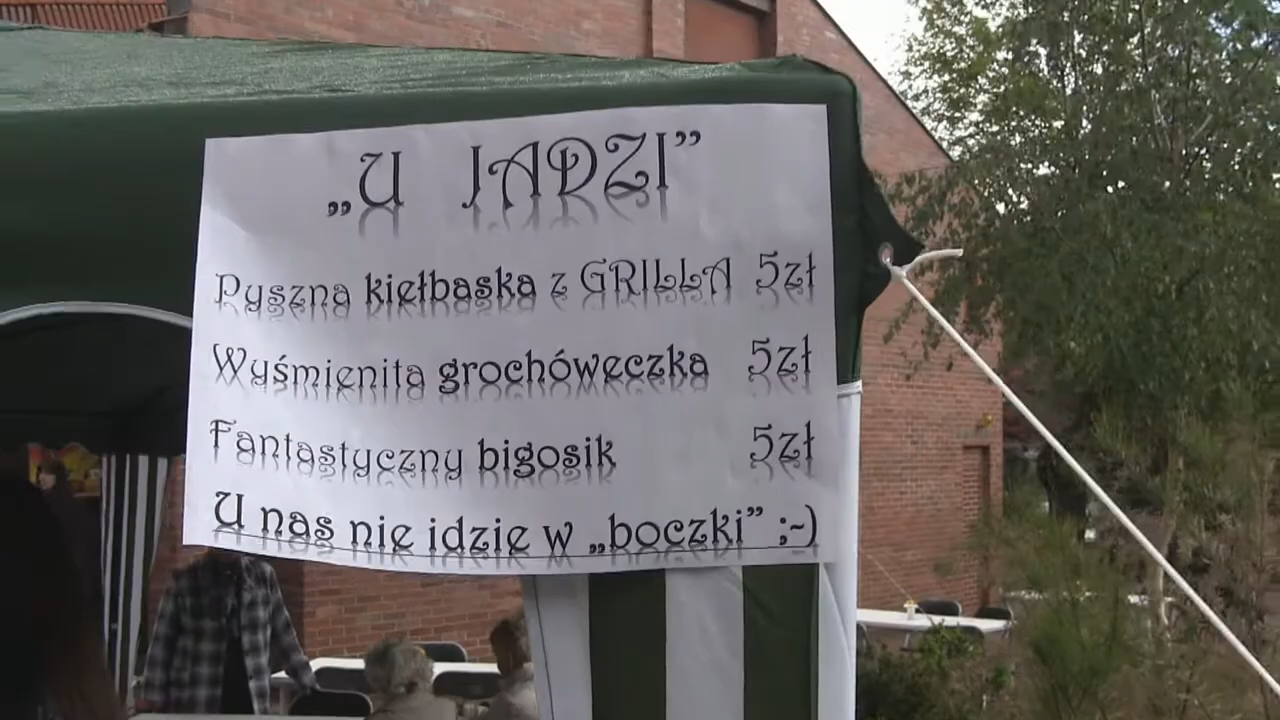 „U JADZI”
Pyszna kiełbaska z GRILLA 5zł
Wyśmienita grochóweczka 5zł
Fantastyczny bigosik 5zł
U nas nie idzie w „boczki” ;-)